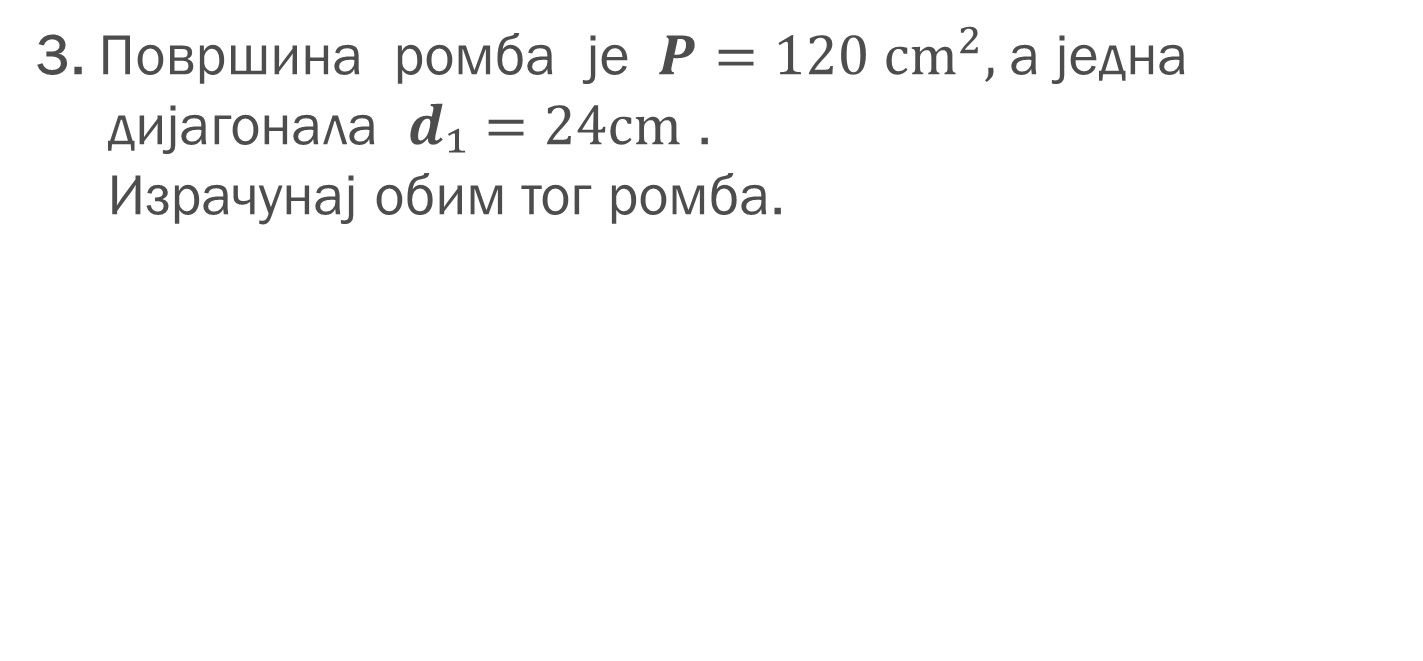 3. Површина ромба је 𝑷 = 120 cm², а једна
дијагонала 𝒅₁ = 24cm .
Израчунај обим тог ромба.